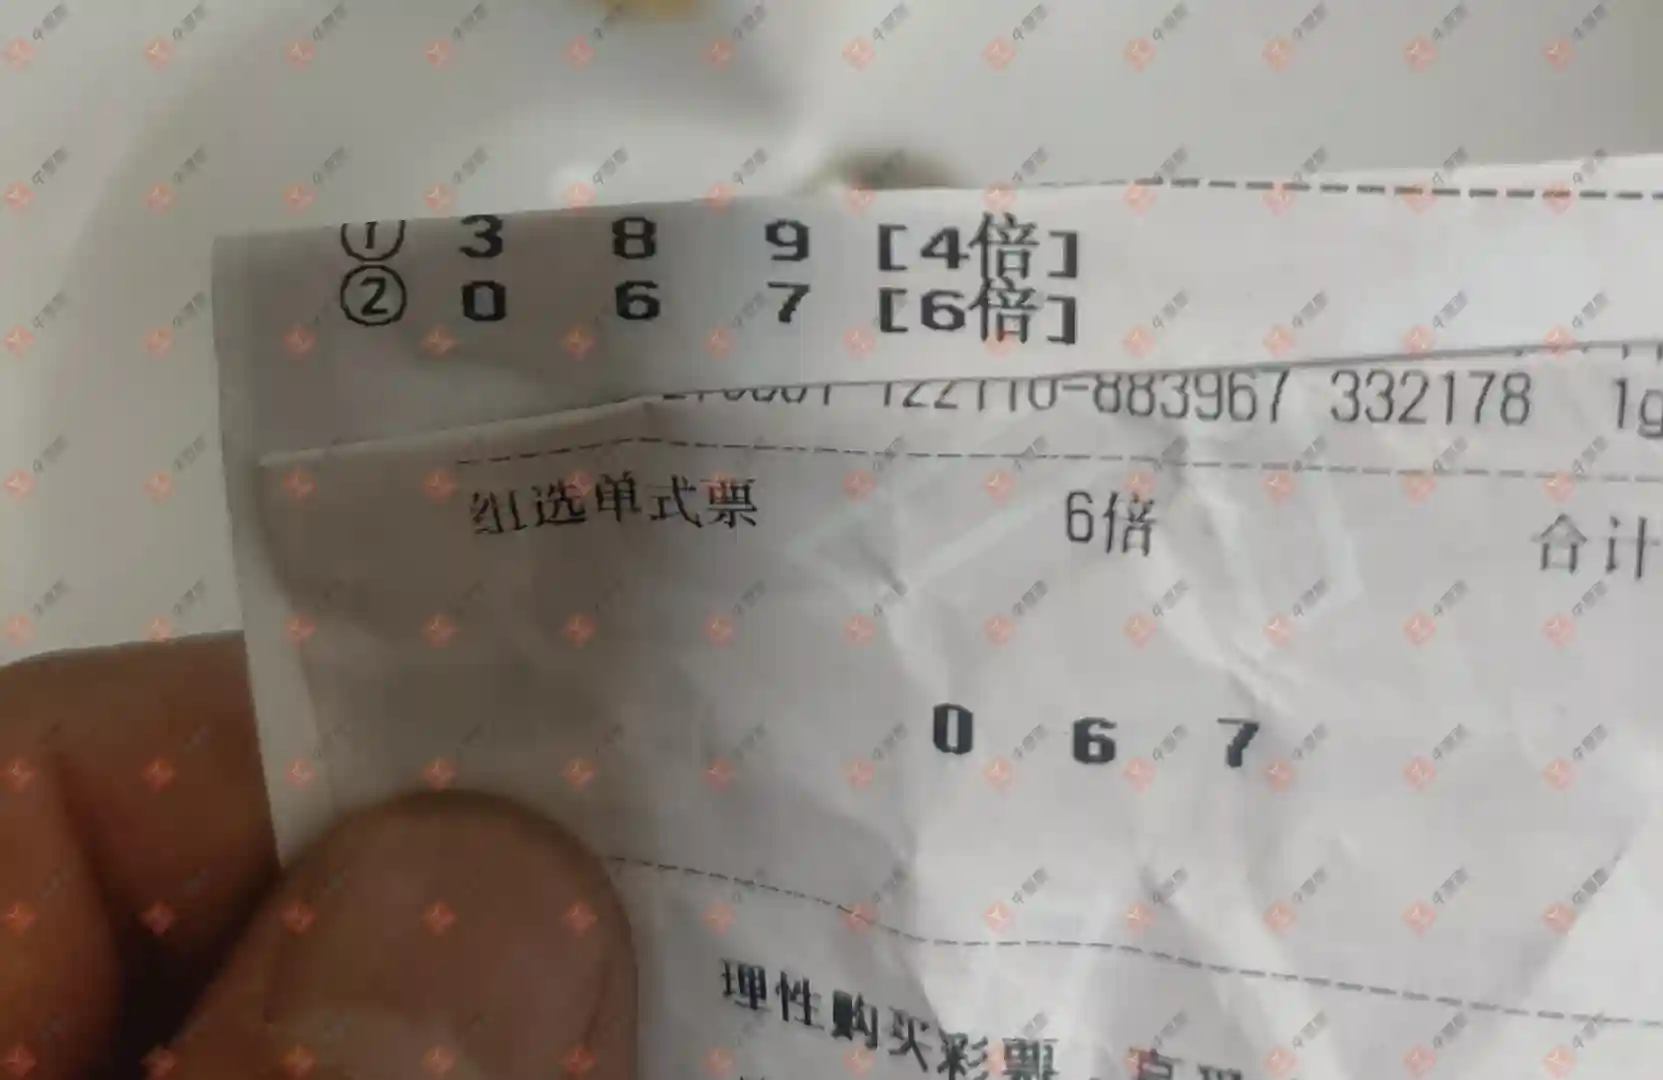 ① 3 8 9 [4倍]
② 0 6 7 [6倍]
122110-883967 332178 1g
组选单式票 6倍 合计
0 6 7
理性购买彩票